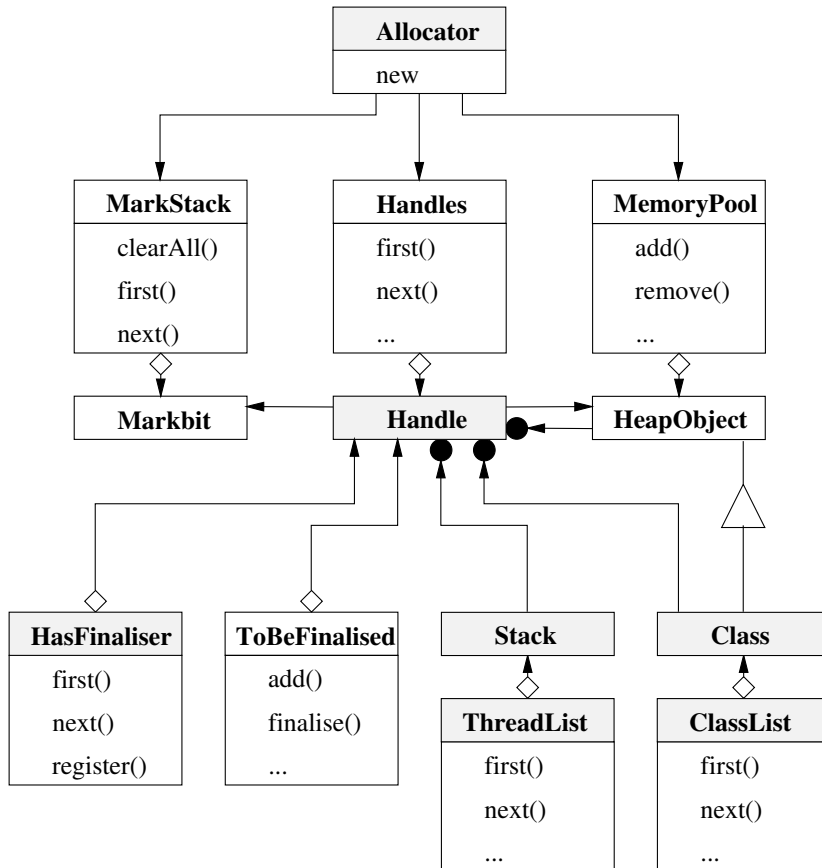 Allocator
new
MarkStack
clearAll()
first()
next()
Handles
first()
next()
...
MemoryPool
add()
remove()
...
Markbit
Handle
HeapObject
HasFinaliser
first()
next()
register()
ToBeFinalised
add()
finalise()
...
Stack
Class
ThreadList
first()
next()
...
ClassList
first()
next()
...